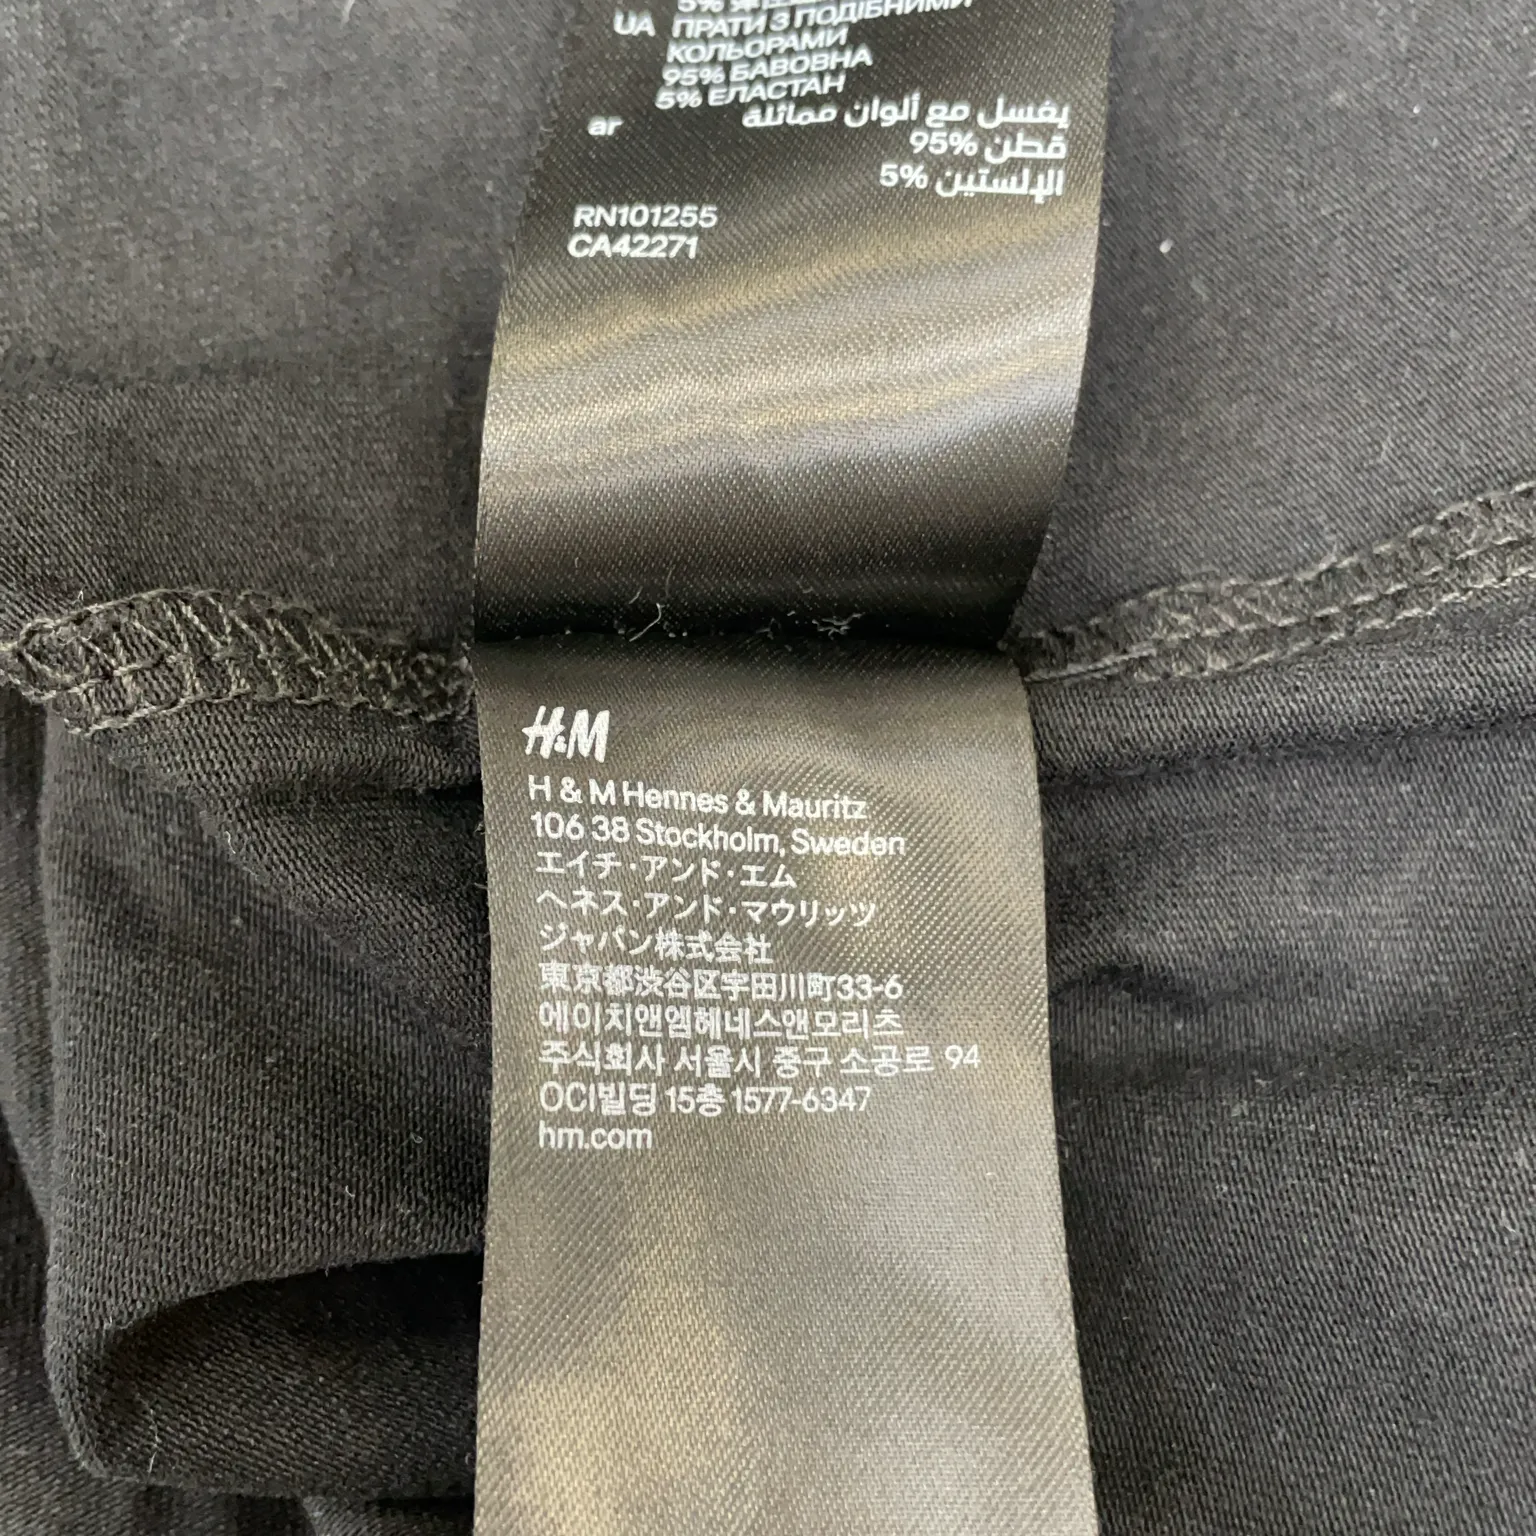 UA ПРАТИ З ПОДІБНИМИ
КОЛЬОРАМИ
95% БАВОВНА
5% ЕЛАСТАН
ar يغسل مع ألوان مماثلة
95% قطن
5% الإلستين
RN101255
CA42271
H&M
H & M Hennes & Mauritz
106 38 Stockholm, Sweden
エイチ・アンド・エム
ヘネス・アンド・マウリッツ
ジャパン株式会社
東京都渋谷区宇田川町33-6
에이치앤엠헤네스앤모리츠
주식회사 서울시 중구 소공로 94
OCI빌딩 15층 1577-6347
hm.com